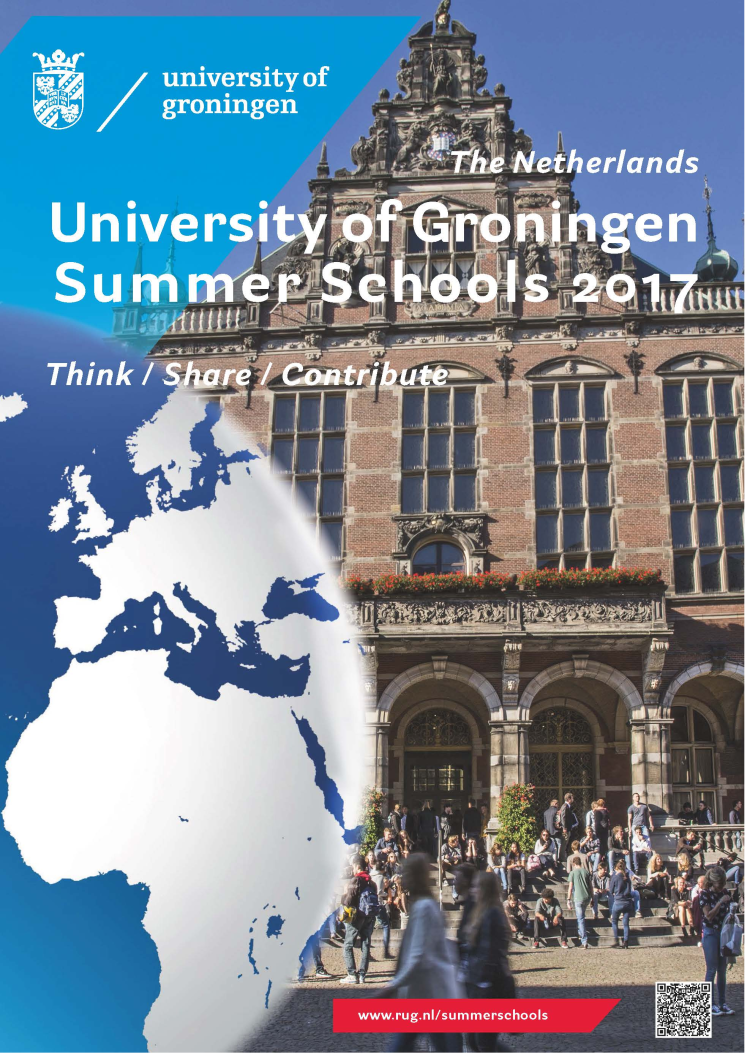 university of
groningen
The Netherlands
University of Groningen
Summer Schools 2017
Think / Share / Contribute
www.rug.nl/summerschools